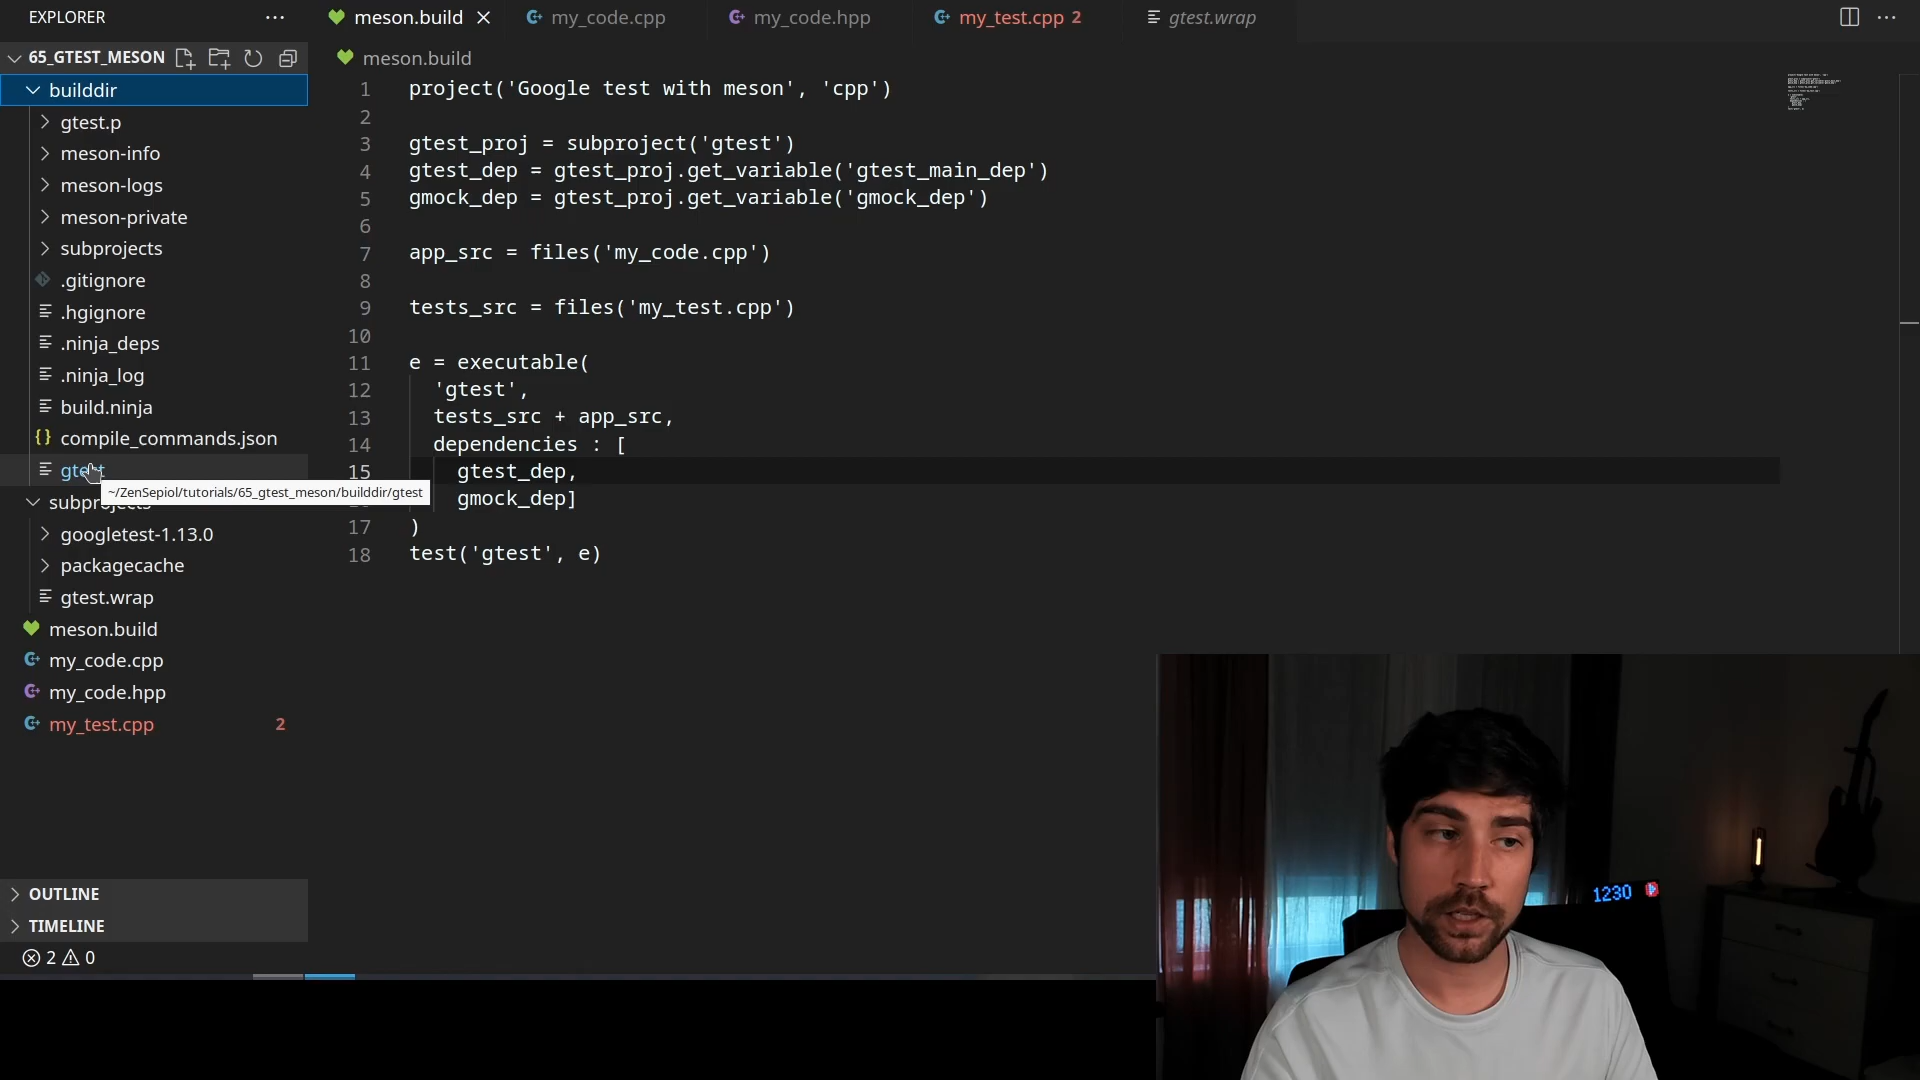 EXPLORER
65_GTEST_MESON
builddir
gtest.p
meson-info
meson-logs
meson-private
subprojects
.gitignore
.hgignore
.ninja_deps
.ninja_log
build.ninja
compile_commands.json
gtest
~/ZenSepiol/tutorials/65_gtest_meson/builddir/gtest
subprojects
googletest-1.13.0
packagecache
gtest.wrap
meson.build
my_code.cpp
my_code.hpp
my_test.cpp 2
OUTLINE
TIMELINE
2 0
meson.build my_code.cpp my_code.hpp my_test.cpp 2 gtest.wrap
meson.build
1 project('Google test with meson', 'cpp')
2
3 gtest_proj = subproject('gtest')
4 gtest_dep = gtest_proj.get_variable('gtest_main_dep')
5 gmock_dep = gtest_proj.get_variable('gmock_dep')
6
7 app_src = files('my_code.cpp')
8
9 tests_src = files('my_test.cpp')
10
11 e = executable(
12 'gtest',
13 tests_src + app_src,
14 dependencies : [
15 gtest_dep,
gmock_dep]
17 )
18 test('gtest', e)
1230